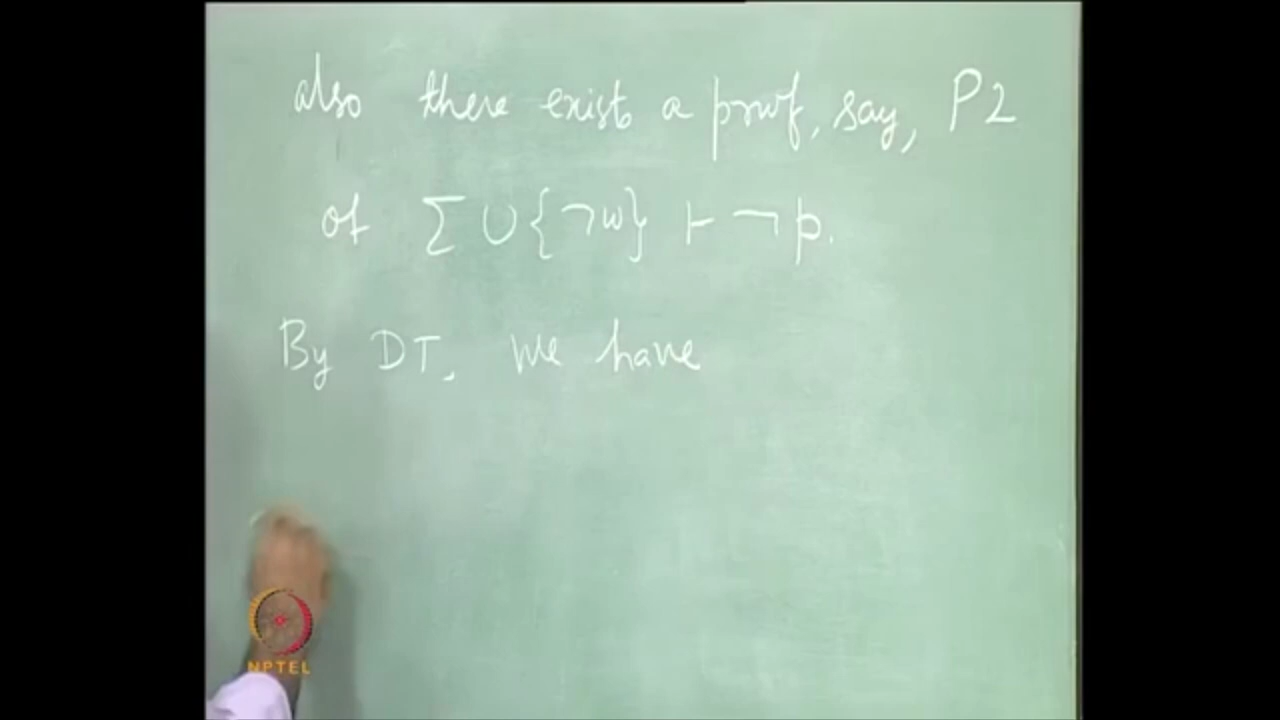 also there exist a proof, say, P2
of Σ ∪ {¬w} ⊢ ¬p.
By DT, we have
NPTEL